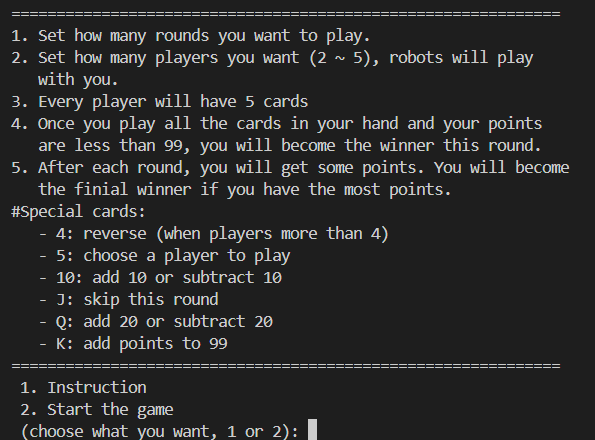 =============================================================
1. Set how many rounds you want to play.
2. Set how many players you want (2 ~ 5), robots will play
with you.
3. Every player will have 5 cards
4. Once you play all the cards in your hand and your points
are less than 99, you will become the winner this round.
5. After each round, you will get some points. You will become
the finial winner if you have the most points.
#Special cards:
- 4: reverse (when players more than 4)
- 5: choose a player to play
- 10: add 10 or subtract 10
- J: skip this round
- Q: add 20 or subtract 20
- K: add points to 99
=============================================================
1. Instruction
2. Start the game
(choose what you want, 1 or 2):